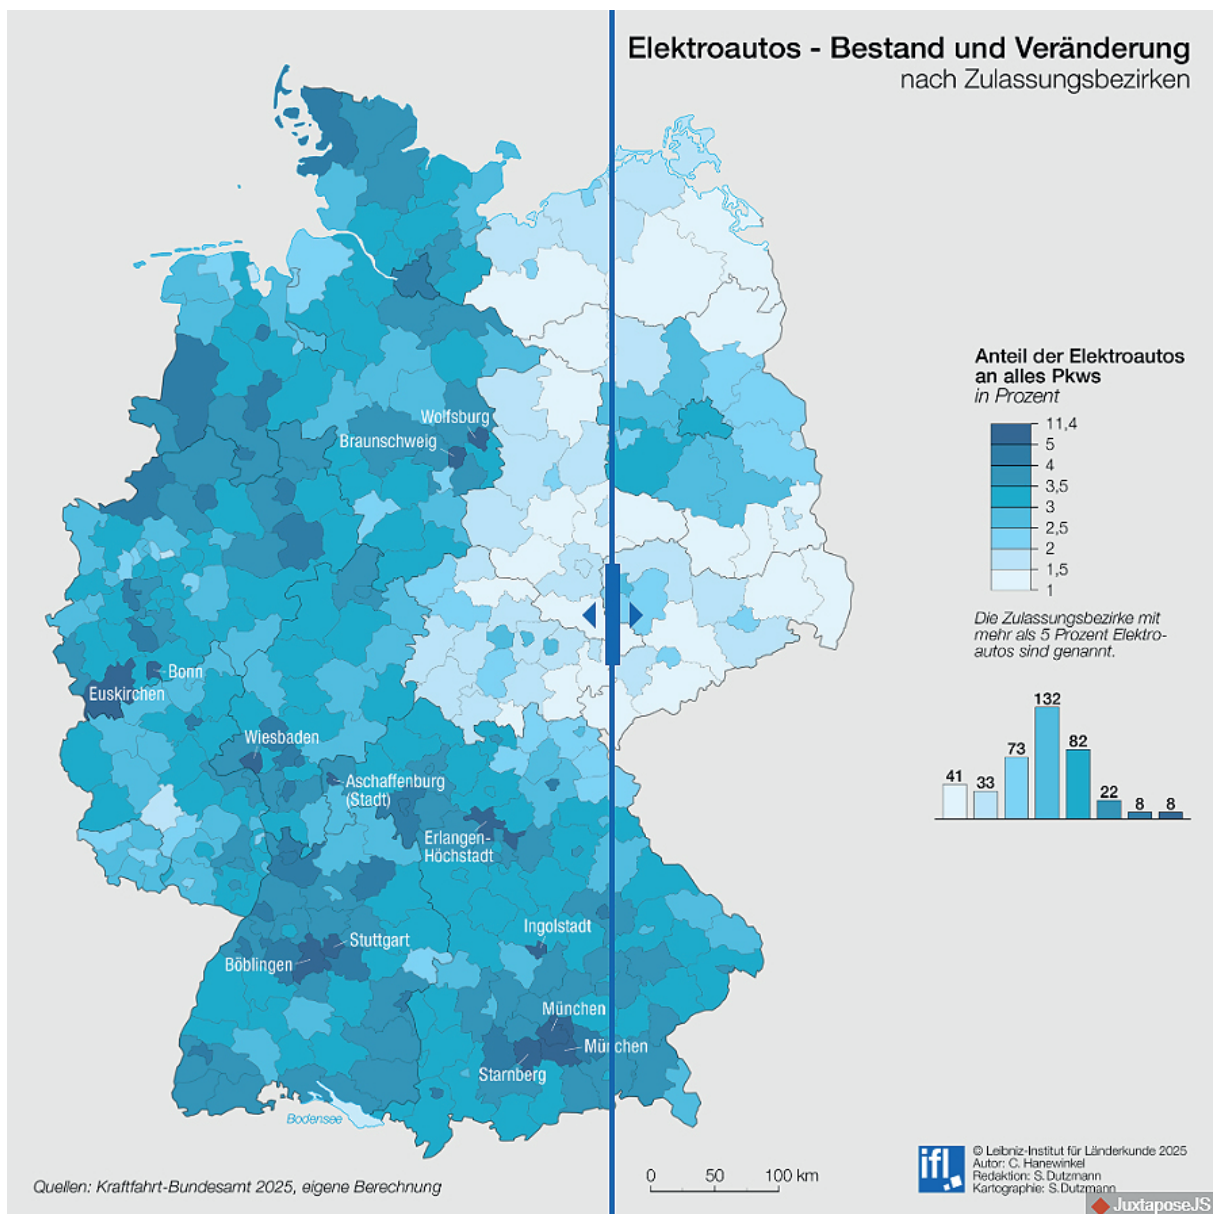 Elektroautos - Bestand und Veränderung
nach Zulassungsbezirken
Wolfsburg
Braunschweig
Bonn
Euskirchen
Wiesbaden
Aschaffenburg
(Stadt)
Erlangen-
Höchstadt
Ingolstadt
Stuttgart
Böblingen
München
München
Starnberg
Bodensee
Anteil der Elektroautos
an alles Pkws
in Prozent
11,4
5
4
3,5
3
2,5
2
1,5
1
Die Zulassungsbezirke mit
mehr als 5 Prozent Elektro-
autos sind genannt.
41
33
73
132
82
22
8
8
0 50 100 km
Quellen: Kraftfahrt-Bundesamt 2025, eigene Berechnung
ifl
© Leibniz-Institut für Länderkunde 2025
Autor: C. Hanewinkel
Redaktion: S. Dutzmann
Kartographie: S. Dutzmann
JuxtaposeJS